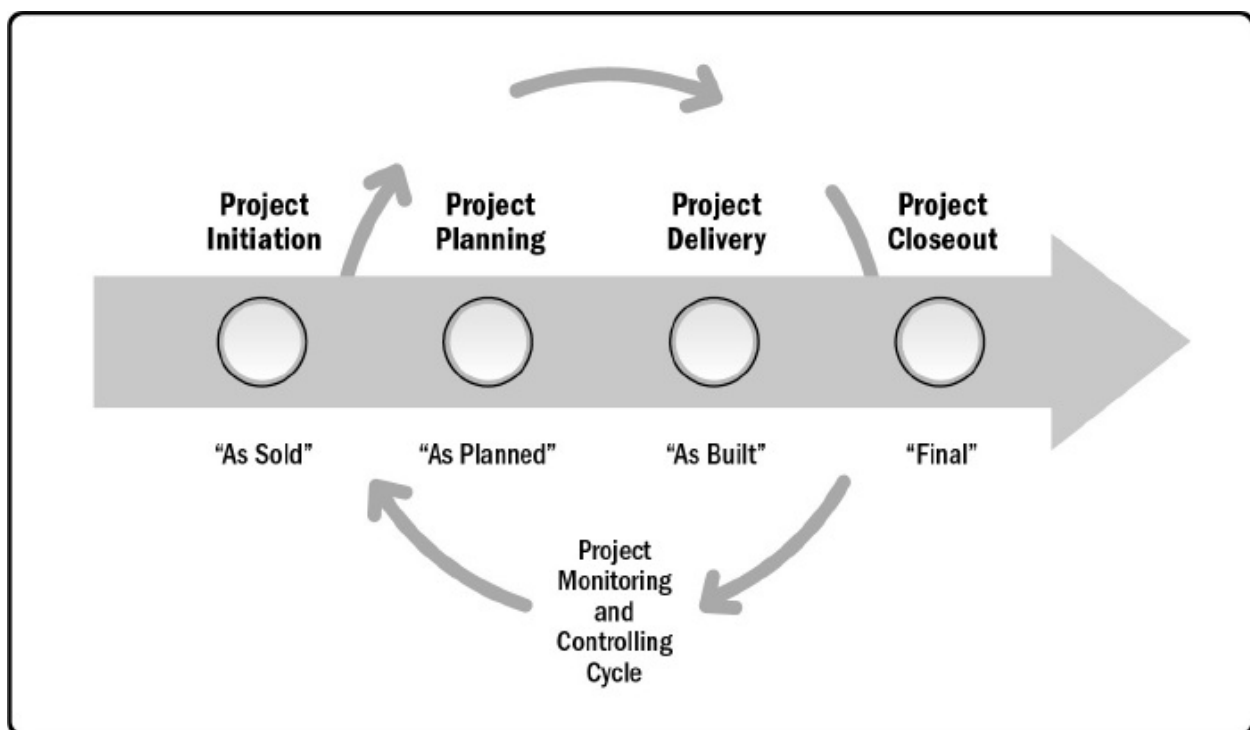 Project
Initiation
Project
Planning
Project
Delivery
Project
Closeout
“As Sold”
“As Planned”
“As Built”
“Final”
Project
Monitoring
and
Controlling
Cycle